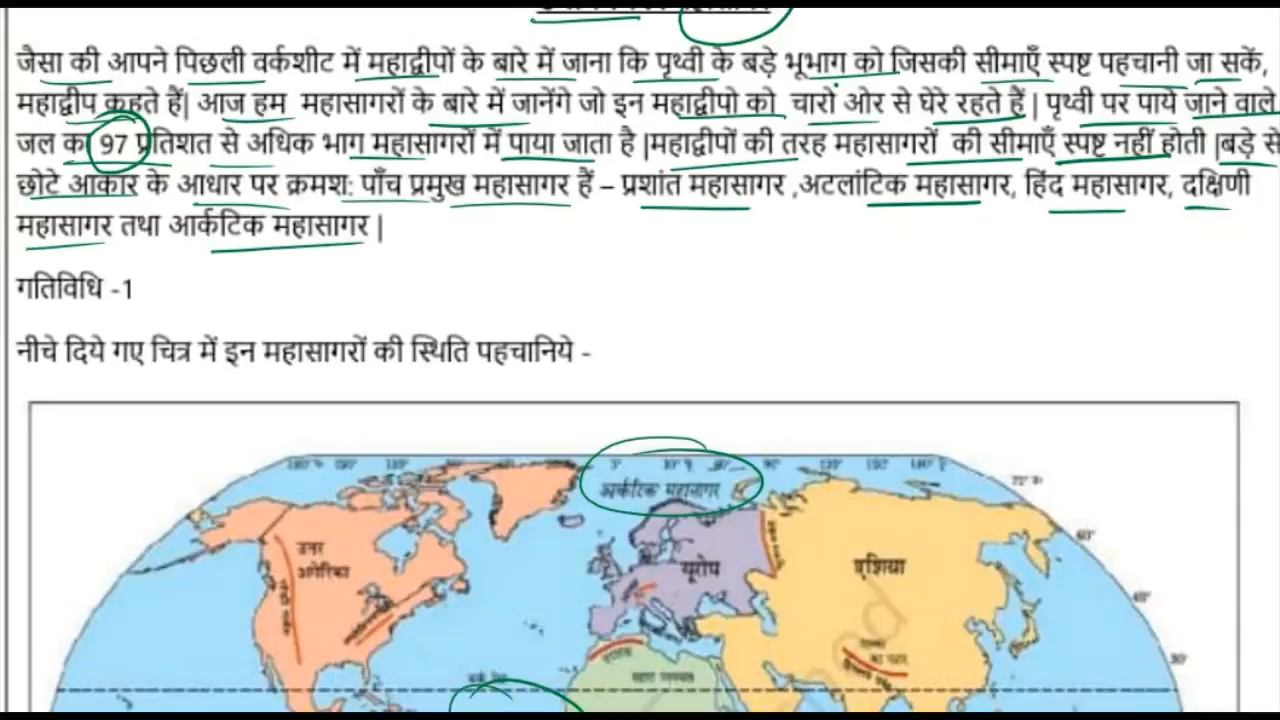 जैसा की आपने पिछली वर्कशीट में महाद्वीपों के बारे में जाना कि पृथ्वी के बड़े भूभाग को जिसकी सीमाएँ स्पष्ट पहचानी जा सकें,
महाद्वीप कहते हैं| आज हम महासागरों के बारे में जानेंगे जो इन महाद्वीपो को चारों ओर से घेरे रहते हैं | पृथ्वी पर पाये जाने वाले
जल का 97 प्रतिशत से अधिक भाग महासागरों में पाया जाता है |महाद्वीपों की तरह महासागरों की सीमाएँ स्पष्ट नहीं होती |बड़े से
छोटे आकार के आधार पर क्रमश: पाँच प्रमुख महासागर हैं – प्रशांत महासागर ,अटलांटिक महासागर, हिंद महासागर, दक्षिणी
महासागर तथा आर्कटिक महासागर |
गतिविधि -1
नीचे दिये गए चित्र में इन महासागरों की स्थिति पहचानिये -
आर्कटिक महासागर
उत्तर
अमेरिका
यूरोप
एशिया